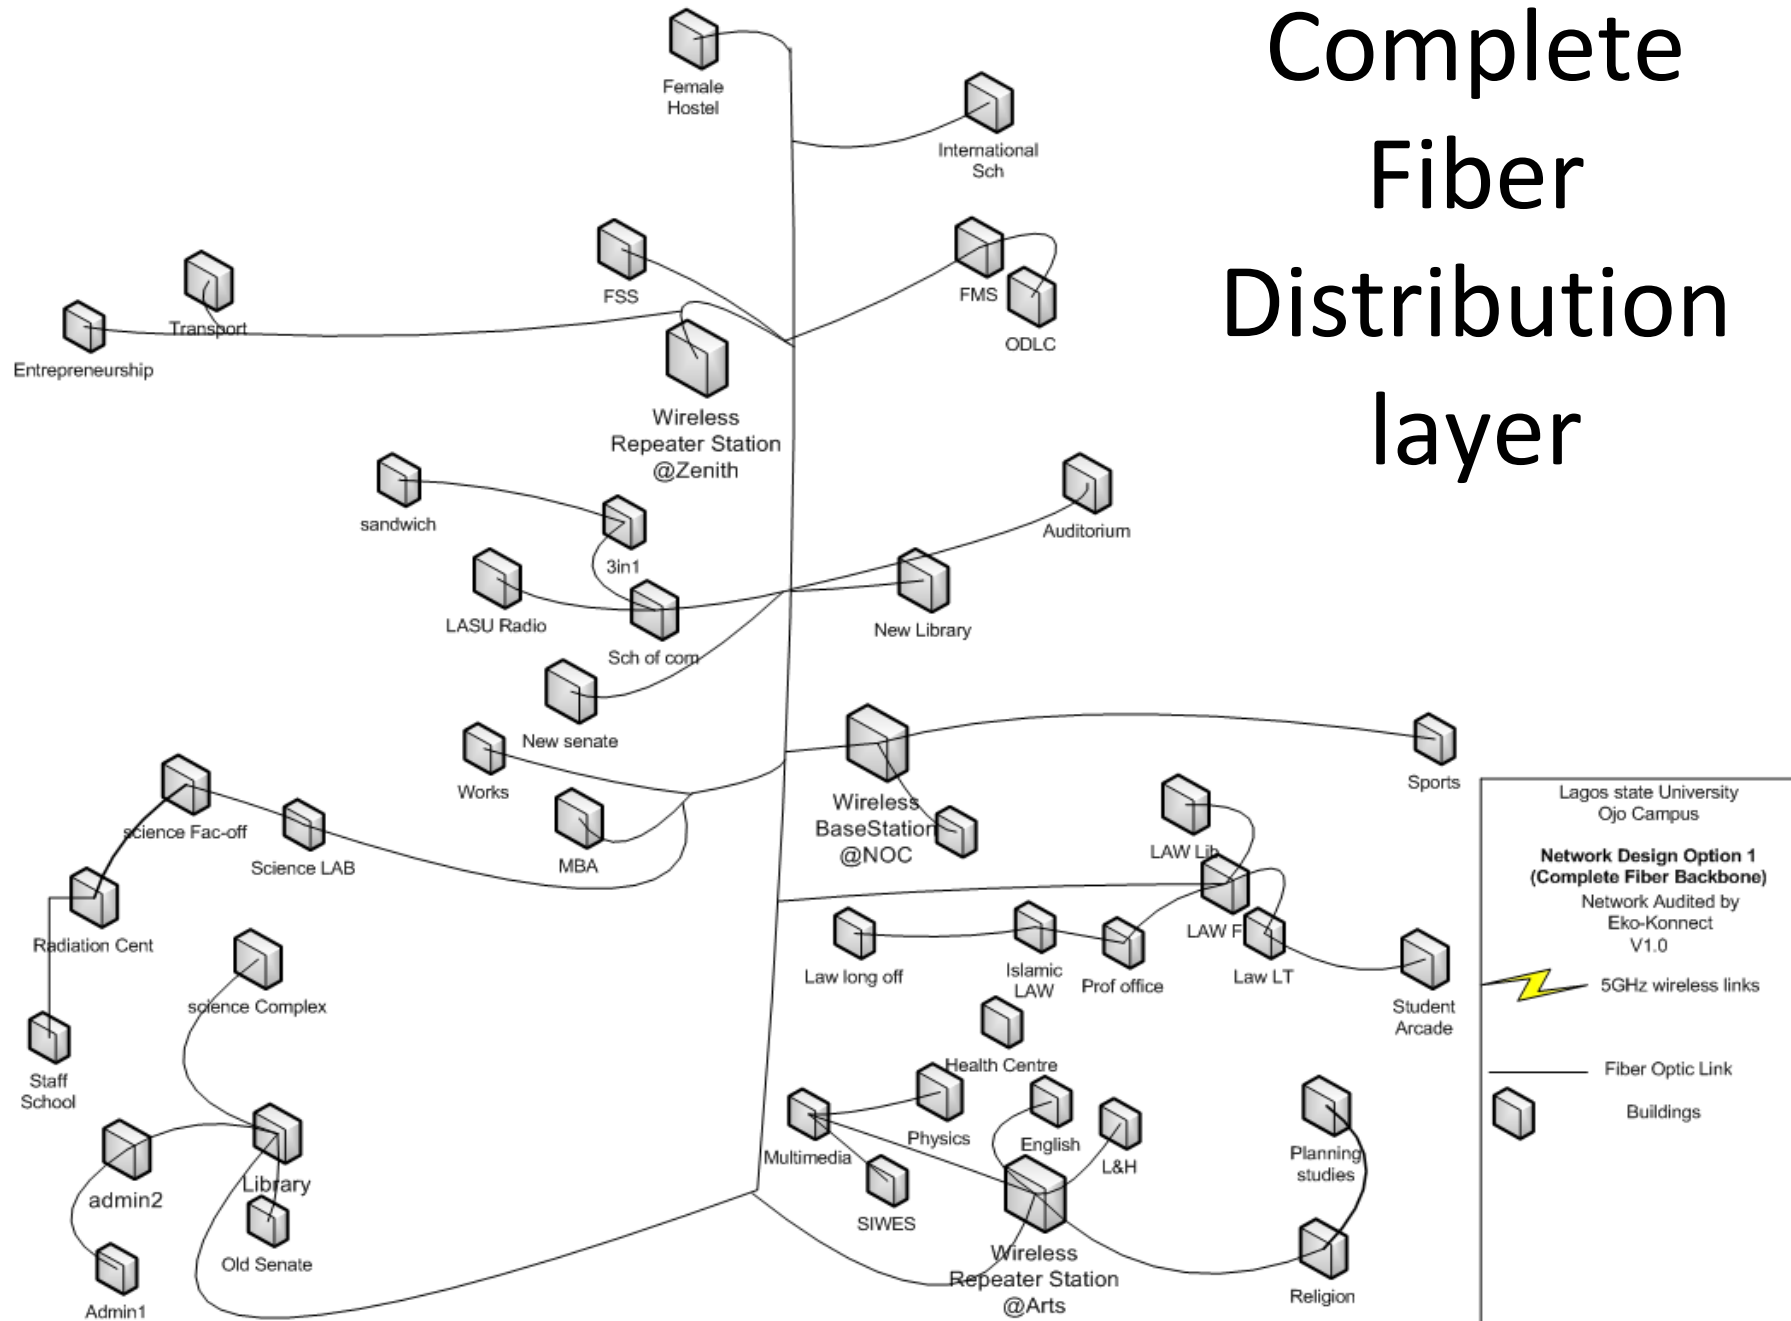 Complete
Fiber
Distribution
layer
Female
Hostel
International
Sch
FSS
FMS
ODLC
Transport
Entrepreneurship
Wireless
Repeater Station
@Zenith
sandwich
3in1
Auditorium
LASU Radio
Sch of com
New Library
New senate
Works
MBA
Wireless
BaseStation
@NOC
Sports
science Fac-off
Science LAB
Radiation Cent
science Complex
Staff
School
LAW Lib
LAW F
Law LT
Law long off
Islamic
LAW
Prof office
Student
Arcade
Health Centre
Multimedia
Physics
English
L&H
SIWES
Planning
studies
Wireless
Repeater Station
@Arts
Religion
admin2
Library
Old Senate
Admin1
Lagos state University
Ojo Campus
Network Design Option 1
(Complete Fiber Backbone)
Network Audited by
Eko-Konnect
V1.0
5GHz wireless links
Fiber Optic Link
Buildings